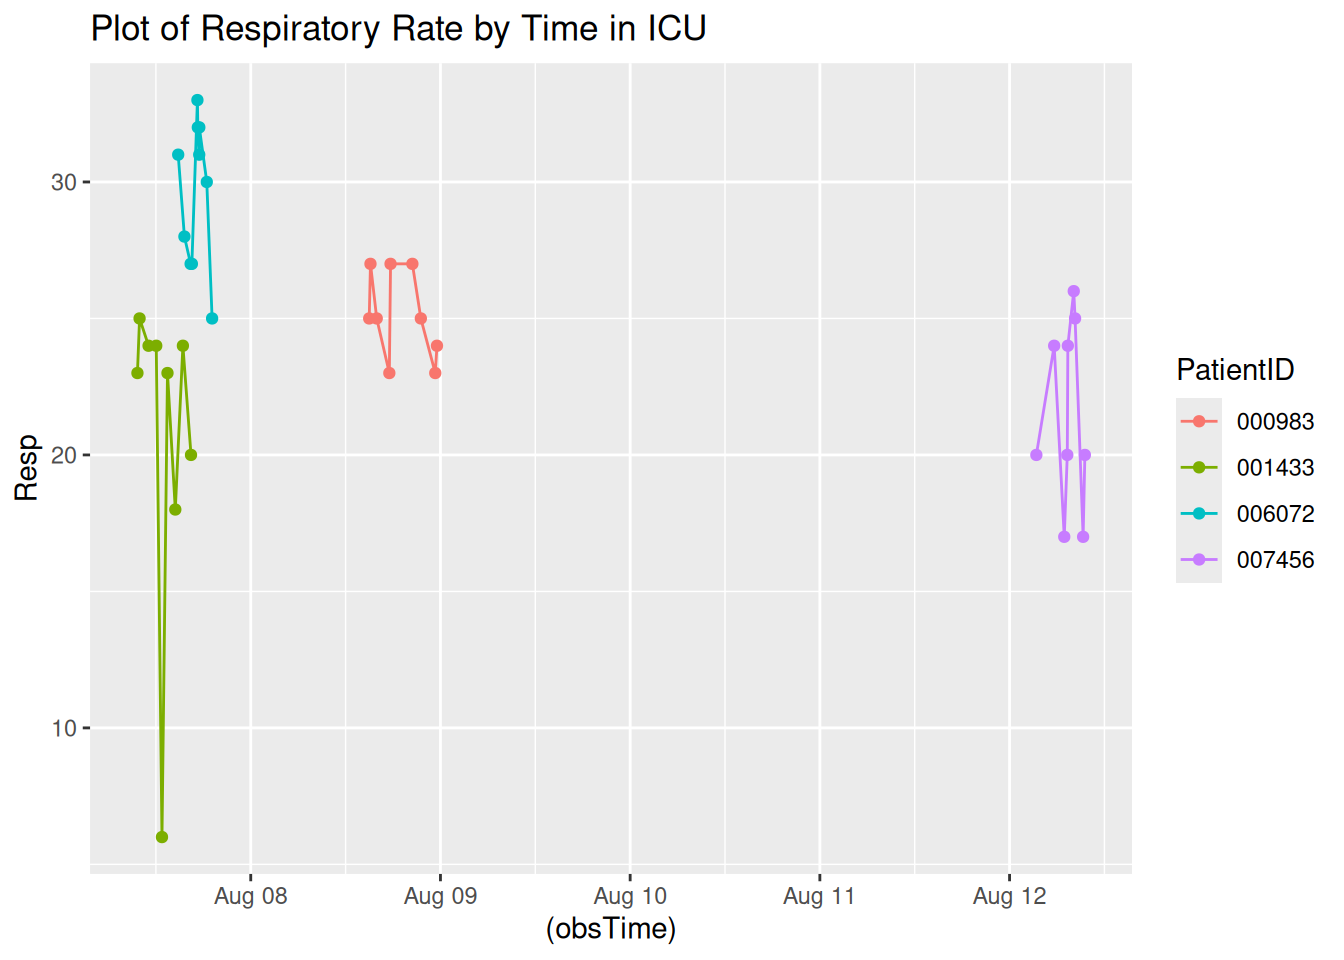 Plot of Respiratory Rate by Time in ICU
Resp
30
20
10
Aug 08 Aug 09 Aug 10 Aug 11 Aug 12
(obsTime)
PatientID
000983
001433
006072
007456